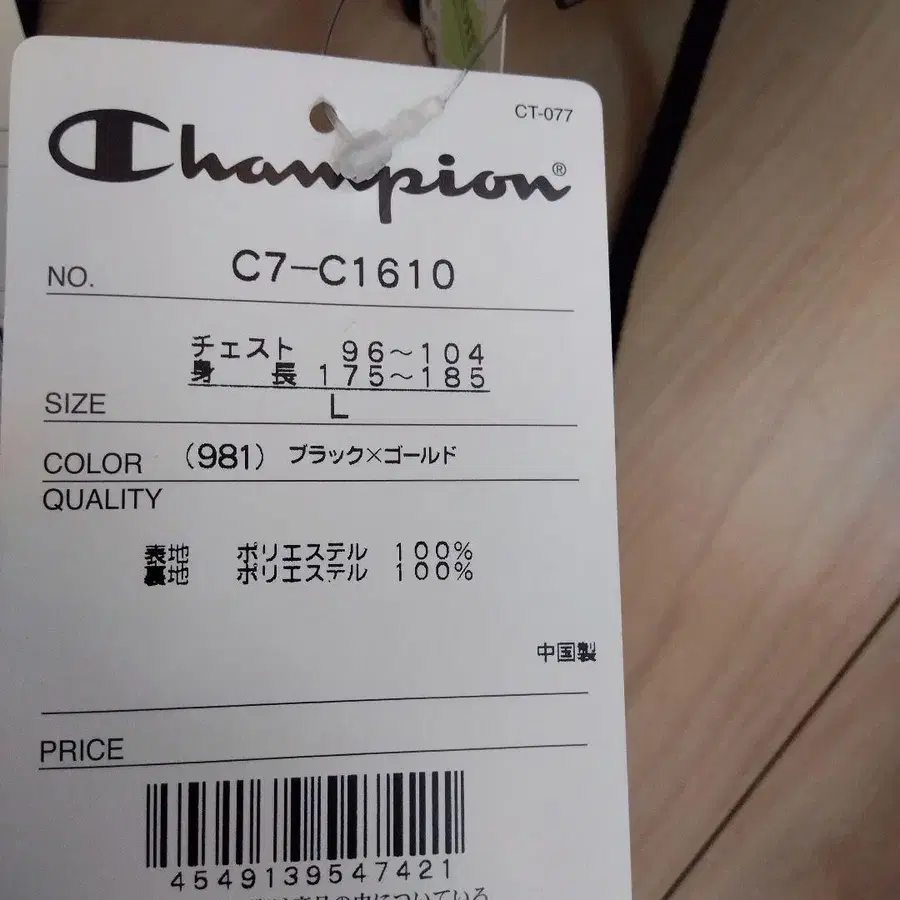 CT-077
Champion®
NO. C7-C1610
チェスト 96～104
身長 175～185
SIZE L
COLOR (981) ブラック×ゴールド
QUALITY
表地 ポリエステル 100%
裏地 ポリエステル 100%
中国製
PRICE
4549139547421